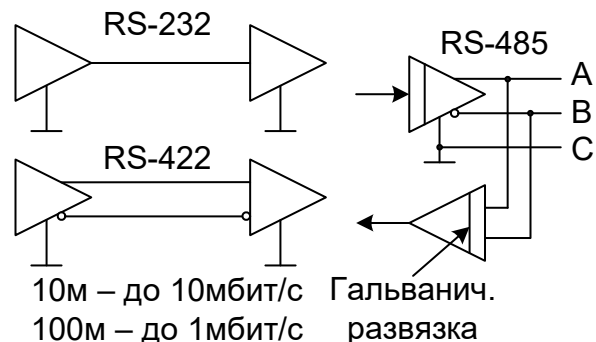 RS-232
RS-485
A
B
C
RS-422
10м – до 10мбит/с
100м – до 1мбит/с
Гальванич.
развязка